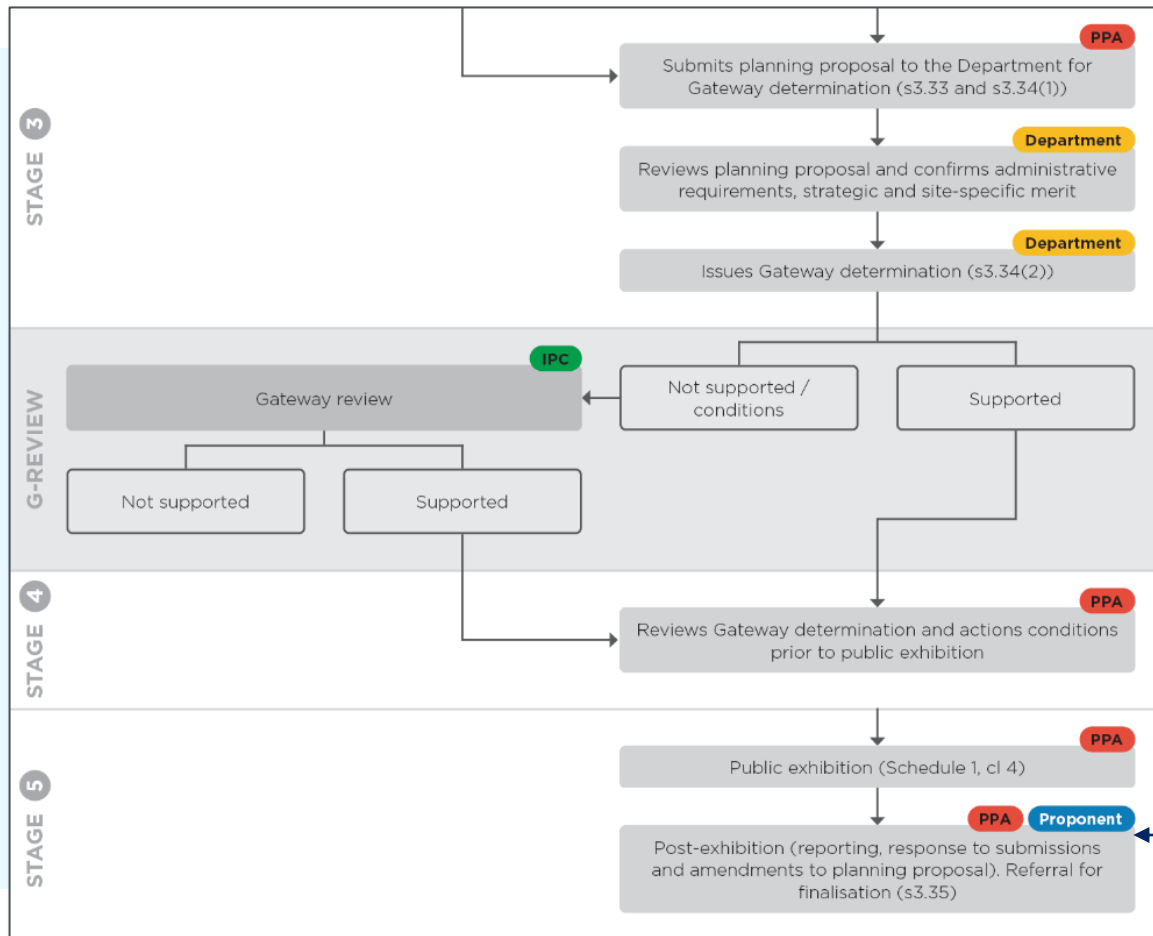 PPA
Submits planning proposal to the Department for
Gateway determination (s3.33 and s3.34(1))
Department
Reviews planning proposal and confirms administrative
requirements, strategic and site-specific merit
Department
Issues Gateway determination (s3.34(2))
STAGE 3
IPC
Gateway review
Not supported /
conditions
Supported
Not supported
Supported
G-REVIEW
PPA
Reviews Gateway determination and actions conditions
prior to public exhibition
STAGE 4
PPA
Public exhibition (Schedule 1, cl 4)
PPA Proponent
Post-exhibition (reporting, response to submissions
and amendments to planning proposal). Referral for
finalisation (s3.35)
STAGE 5